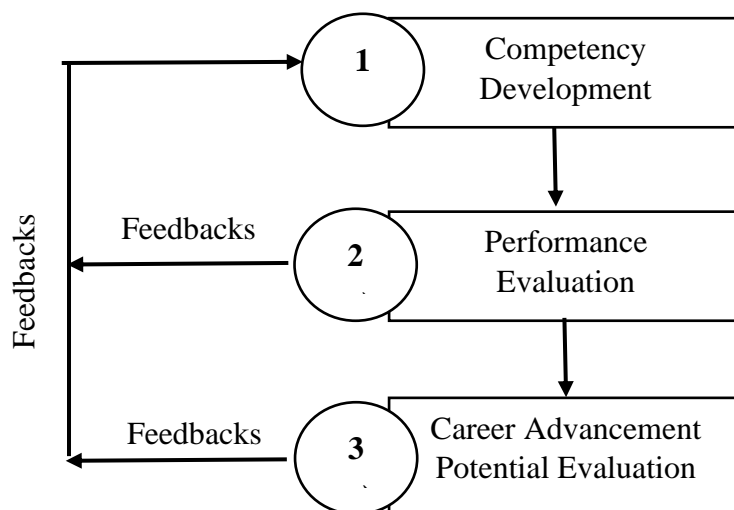 1
Competency
Development
Feedbacks
Feedbacks
2
Performance
Evaluation
Feedbacks
3
Career Advancement
Potential Evaluation